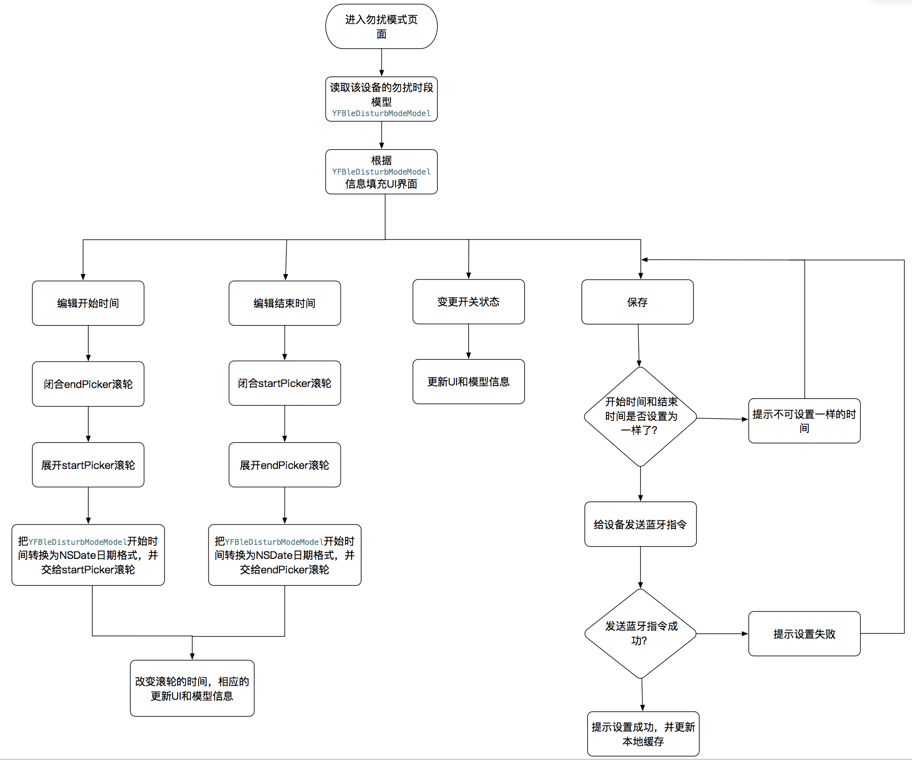 进入勿扰模式页
面
读取该设备的勿扰时段
模型
YFBleDisturbModeModel
根据
YFBleDisturbModeModel
信息填充UI界面
编辑开始时间
闭合endPicker滚轮
展开startPicker滚轮
把YFBleDisturbModeModel开始时
间转换为NSDate日期格式，并
交给startPicker滚轮
编辑结束时间
闭合startPicker滚轮
展开endPicker滚轮
把YFBleDisturbModeModel开始时
间转换为NSDate日期格式，并
交给endPicker滚轮
改变滚轮的时间，相应的
更新UI和模型信息
变更开关状态
更新UI和模型信息
保存
开始时间和结束
时间是否设置为
一样了？
提示不可设置一样的时
间
给设备发送蓝牙指令
发送蓝牙指令成
功？
提示设置失败
提示设置成功，并更新
本地缓存